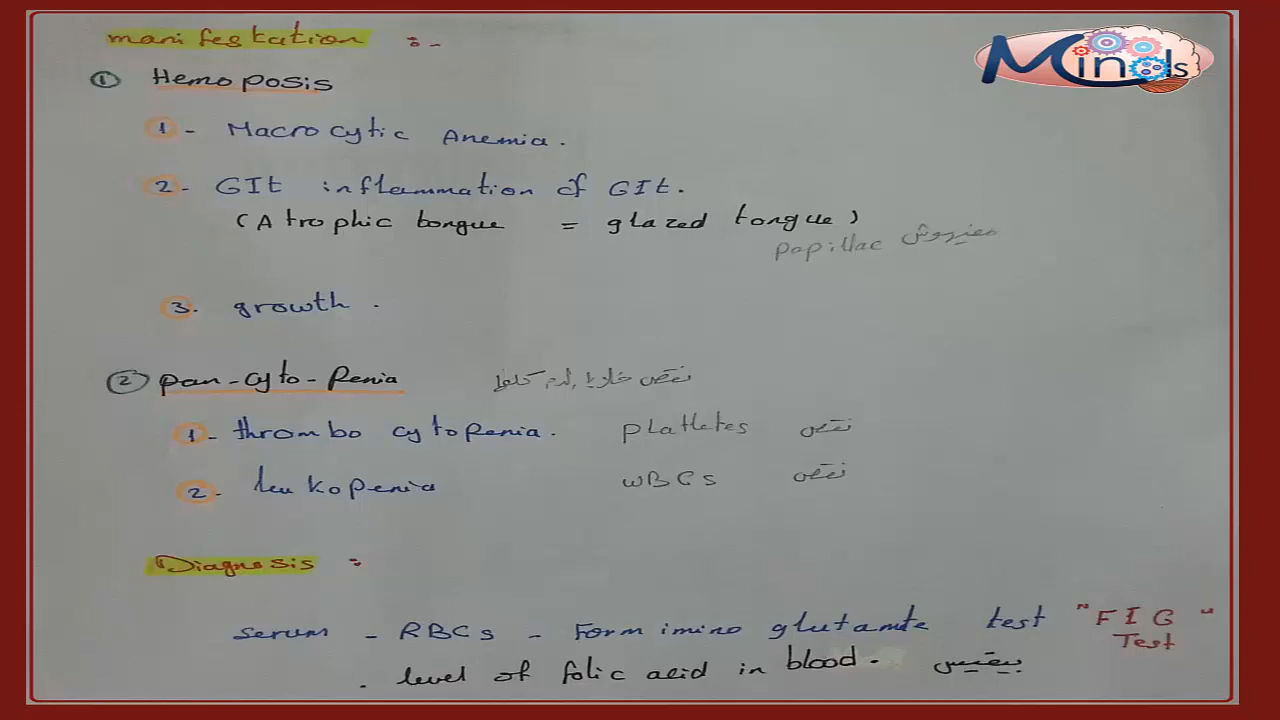 Minds
manifestation :-
① Hemoposis
1- Macrocytic Anemia.
2- GIt inflammation of GIt.
(Atrophic tongue = glazed tongue)
papillae مفيهوش
3. growth.
② pan-cyto-Penia نقص خلايا الدم كلها
1- thrombo cytopenia. platletes نقص
2. leukopenia WBCs نقص
Diagnosis :
serum - RBCs - Formimino glutamte test "FIG"
Test
. level of folic acid in blood. بيقيس